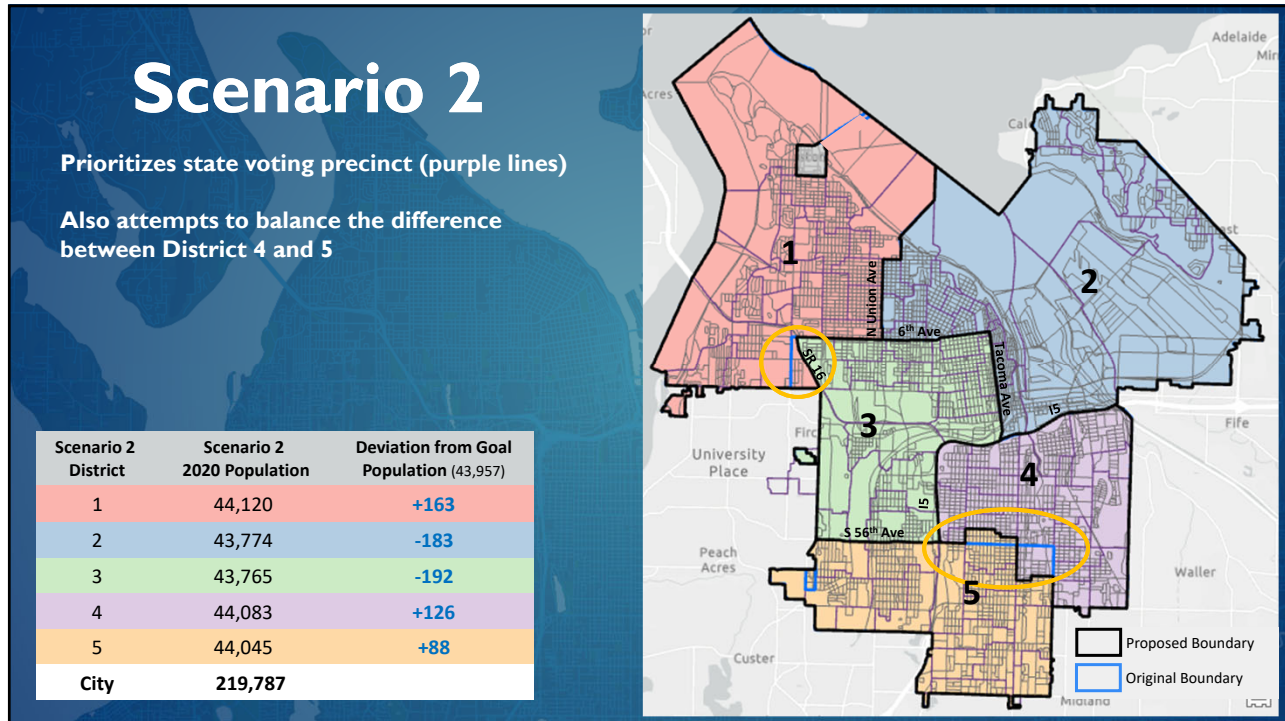 Scenario 2
Prioritizes state voting precinct (purple lines)
Also attempts to balance the difference
between District 4 and 5
Scenario 2
District
Scenario 2
2020 Population
Deviation from Goal
Population (43,957)
1 44,120 +163
2 43,774 -183
3 43,765 -192
4 44,083 +126
5 44,045 +88
City 219,787
Adelaide
Acres
1
2
N Union Ave
6th Ave
SR 16
Tacoma Ave
I5
Fife
3
University
Place
4
I5
S 56th Ave
Peach
Acres
Waller
5
Custer
Midland
Proposed Boundary
Original Boundary